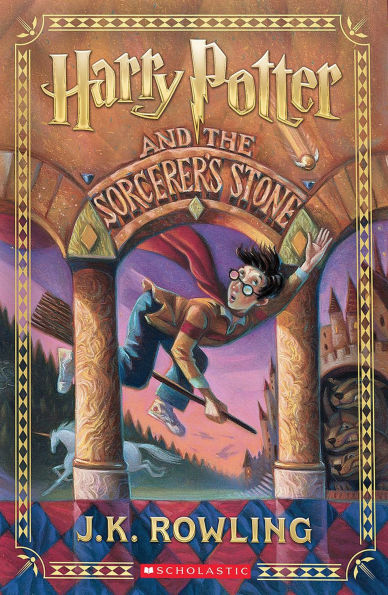 Harry Potter
AND THE
SORCERER'S STONE
J.K. ROWLING
SCHOLASTIC